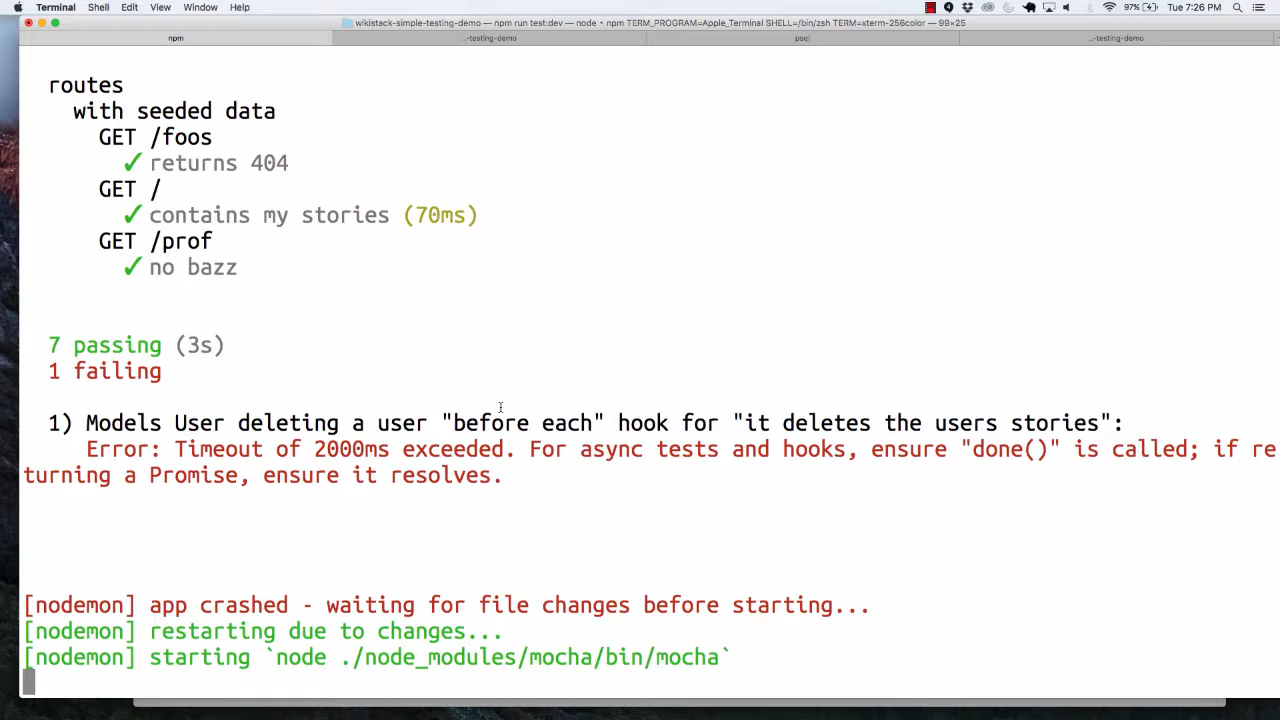 Terminal Shell Edit View Window Help 4 97% Tue 7:26 PM
wikistack-simple-testing-demo — npm run test:dev — node • npm TERM_PROGRAM=Apple_Terminal SHELL=/bin/zsh TERM=xterm-256color — 99×25
npm ..-testing-demo psql ...-testing-demo
routes
with seeded data
GET /foos
✓ returns 404
GET /
✓ contains my stories (70ms)
GET /prof
✓ no bazz
7 passing (3s)
1 failing
1) Models User deleting a user "before each" hook for "it deletes the users stories":
Error: Timeout of 2000ms exceeded. For async tests and hooks, ensure "done()" is called; if re
turning a Promise, ensure it resolves.
[nodemon] app crashed - waiting for file changes before starting...
[nodemon] restarting due to changes...
[nodemon] starting `node ./node_modules/mocha/bin/mocha`